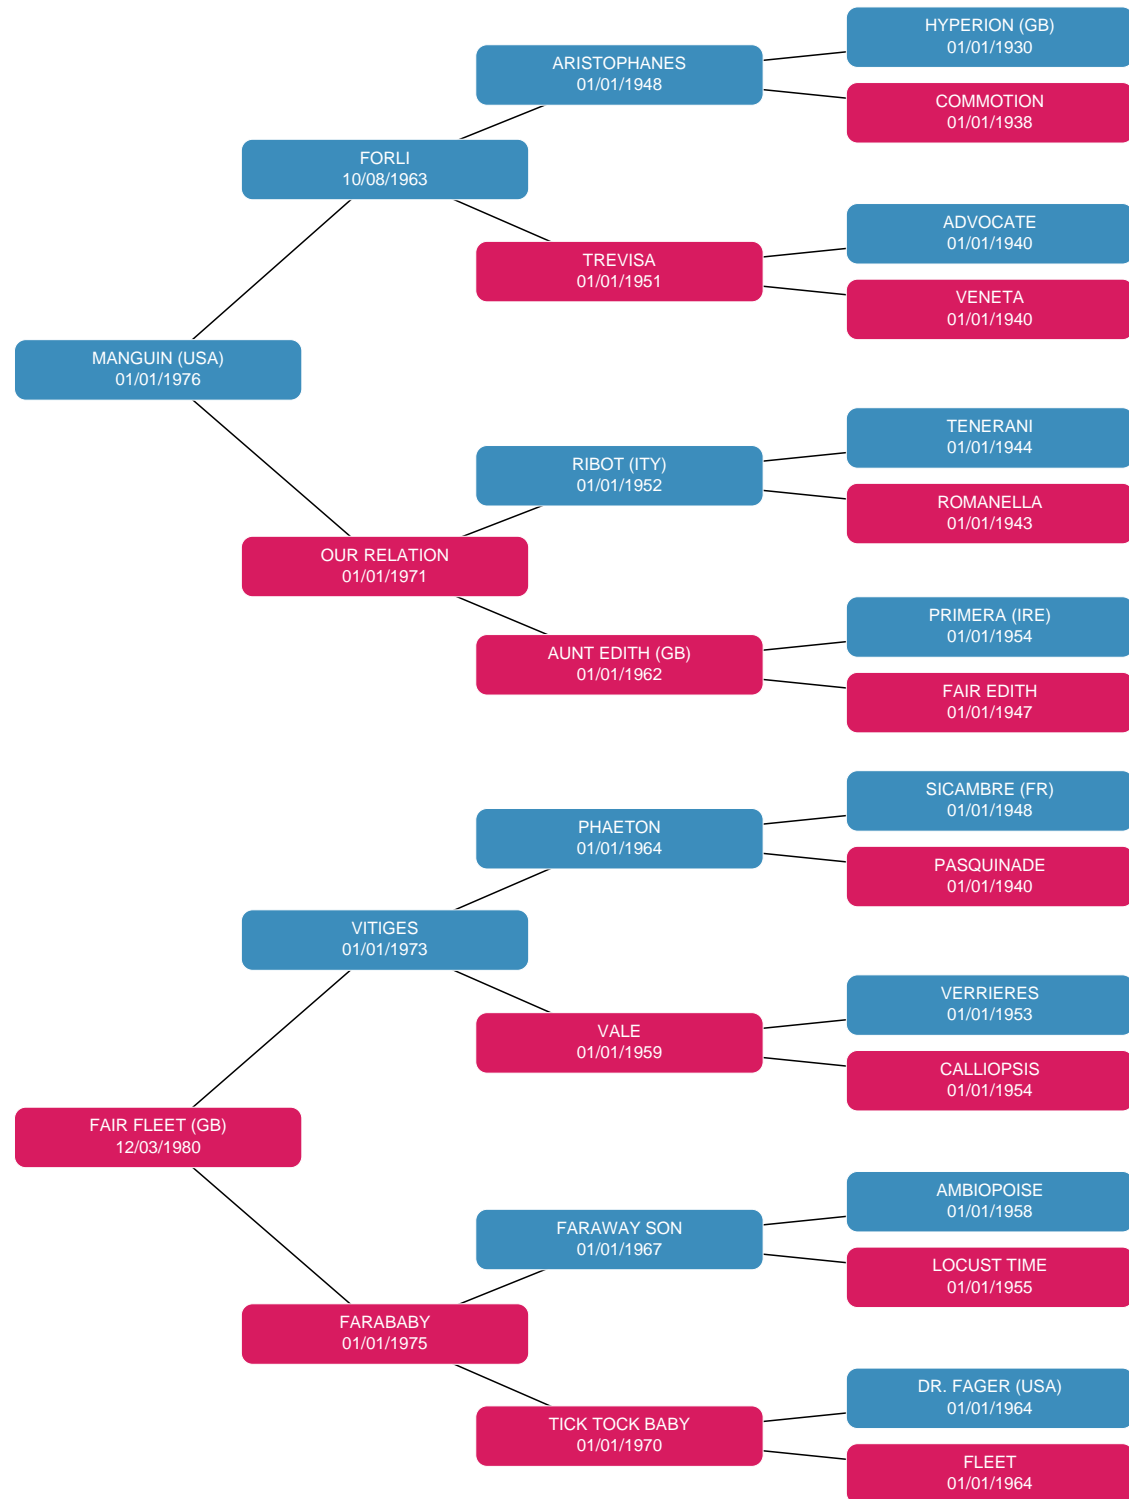 HYPERION (GB)
01/01/1930
ARISTOPHANES
01/01/1948
COMMOTION
01/01/1938
FORLI
10/08/1963
ADVOCATE
01/01/1940
TREVISA
01/01/1951
VENETA
01/01/1940
MANGUIN (USA)
01/01/1976
TENERANI
01/01/1944
RIBOT (ITY)
01/01/1952
ROMANELLA
01/01/1943
OUR RELATION
01/01/1971
PRIMERA (IRE)
01/01/1954
AUNT EDITH (GB)
01/01/1962
FAIR EDITH
01/01/1947
SICAMBRE (FR)
01/01/1948
PHAETON
01/01/1964
PASQUINADE
01/01/1940
VITIGES
01/01/1973
VERRIERES
01/01/1953
VALE
01/01/1959
CALLIOPSIS
01/01/1954
FAIR FLEET (GB)
12/03/1980
AMBIOPOISE
01/01/1958
FARAWAY SON
01/01/1967
LOCUST TIME
01/01/1955
FARABABY
01/01/1975
DR. FAGER (USA)
01/01/1964
TICK TOCK BABY
01/01/1970
FLEET
01/01/1964